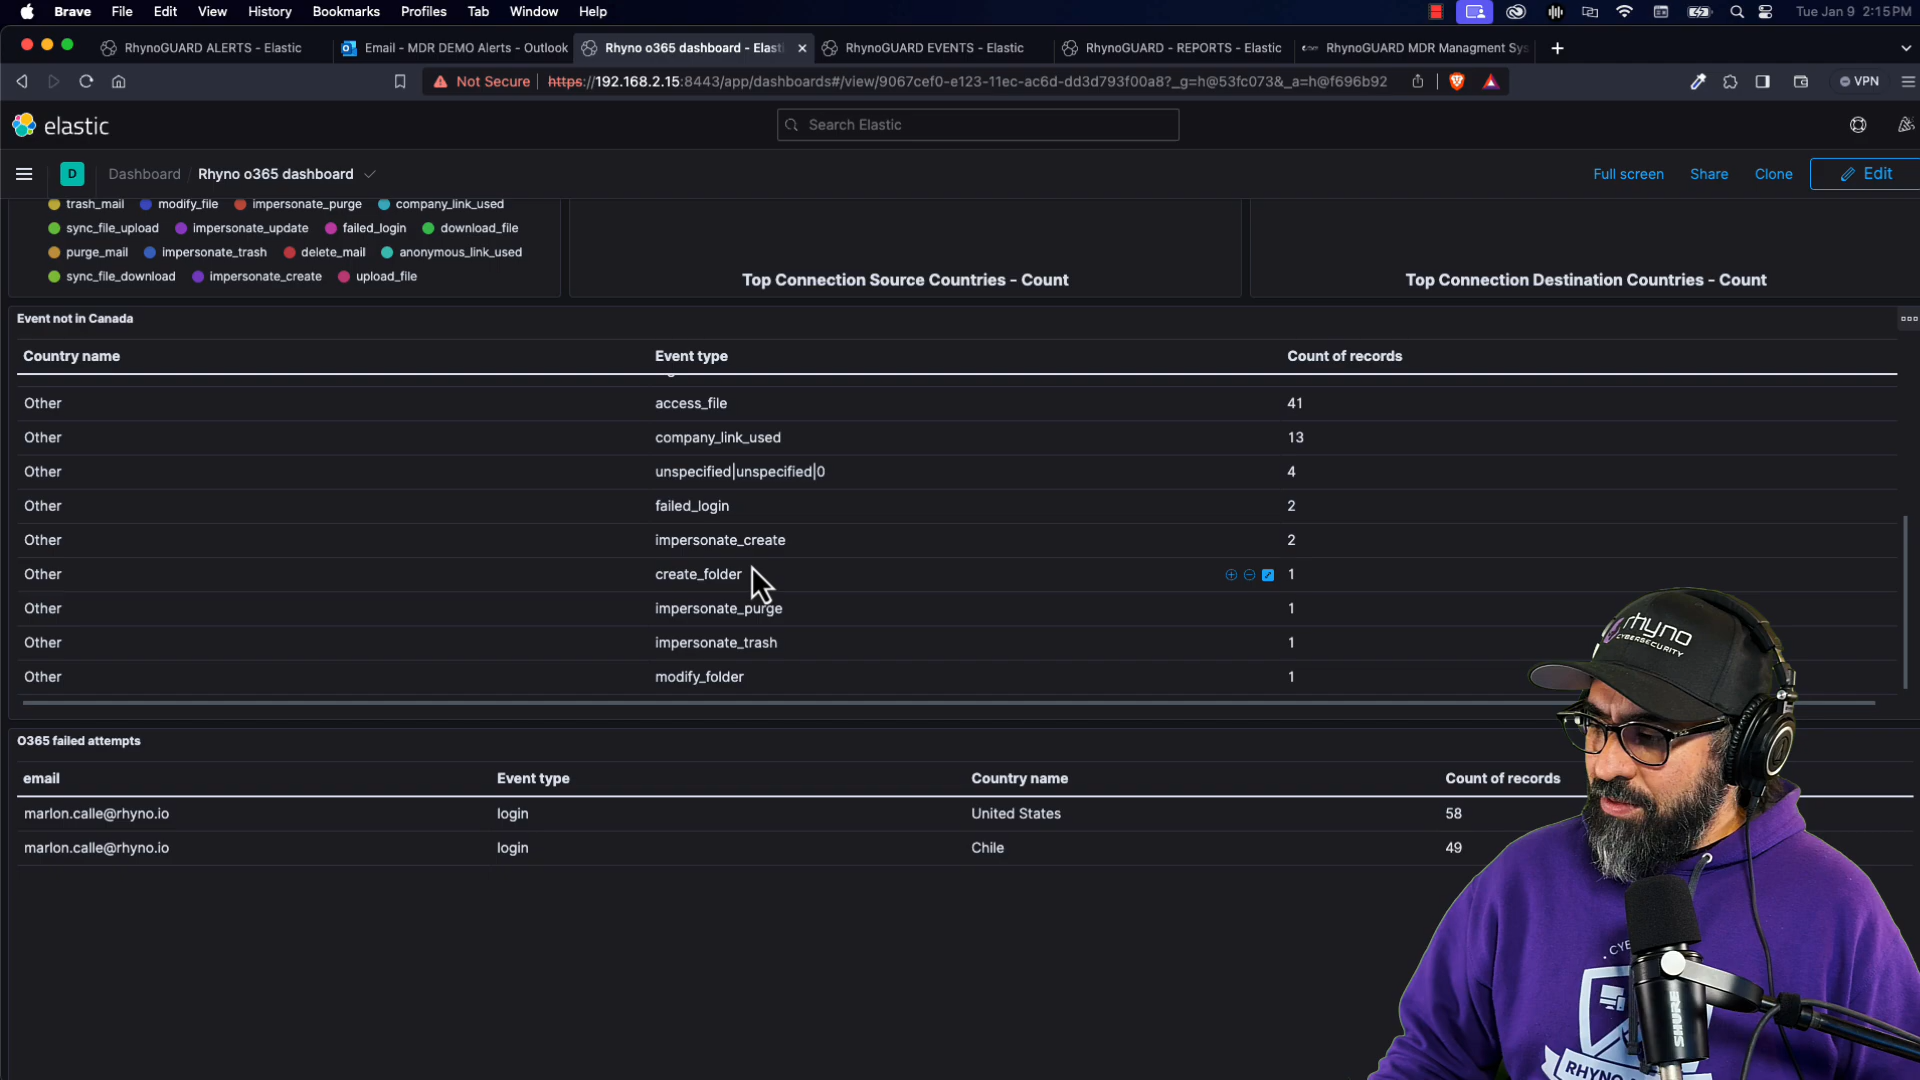 Brave File Edit View History Bookmarks Profiles Tab Window Help Tue Jan 9 2:15 PM
RhynoGUARD ALERTS - Elastic Email - MDR DEMO Alerts - Outlook Rhyno o365 dashboard - Elasti RhynoGUARD EVENTS - Elastic RhynoGUARD - REPORTS - Elastic RhynoGUARD MDR Managment Sys
Not Secure https://192.168.2.15:8443/app/dashboards#/view/9067cef0-e123-11ec-ac6d-dd3d793f00a8?_g=h@53fc073&_a=h@f696b92 VPN
elastic Search Elastic
D Dashboard / Rhyno o365 dashboard Full screen Share Clone Edit
trash_mail modify_file impersonate_purge company_link_used
sync_file_upload impersonate_update failed_login download_file
purge_mail impersonate_trash delete_mail anonymous_link_used
sync_file_download impersonate_create upload_file
Top Connection Source Countries - Count Top Connection Destination Countries - Count
Event not in Canada
Country name Event type Count of records
Other access_file 41
Other company_link_used 13
Other unspecified|unspecified|0 4
Other failed_login 2
Other impersonate_create 2
Other create_folder 1
Other impersonate_purge 1
Other impersonate_trash 1
Other modify_folder 1
O365 failed attempts
email Event type Country name Count of records
marlon.calle@rhyno.io login United States 58
marlon.calle@rhyno.io login Chile 49
rhyno
CYBERSECURITY
SHURE
RHYNO